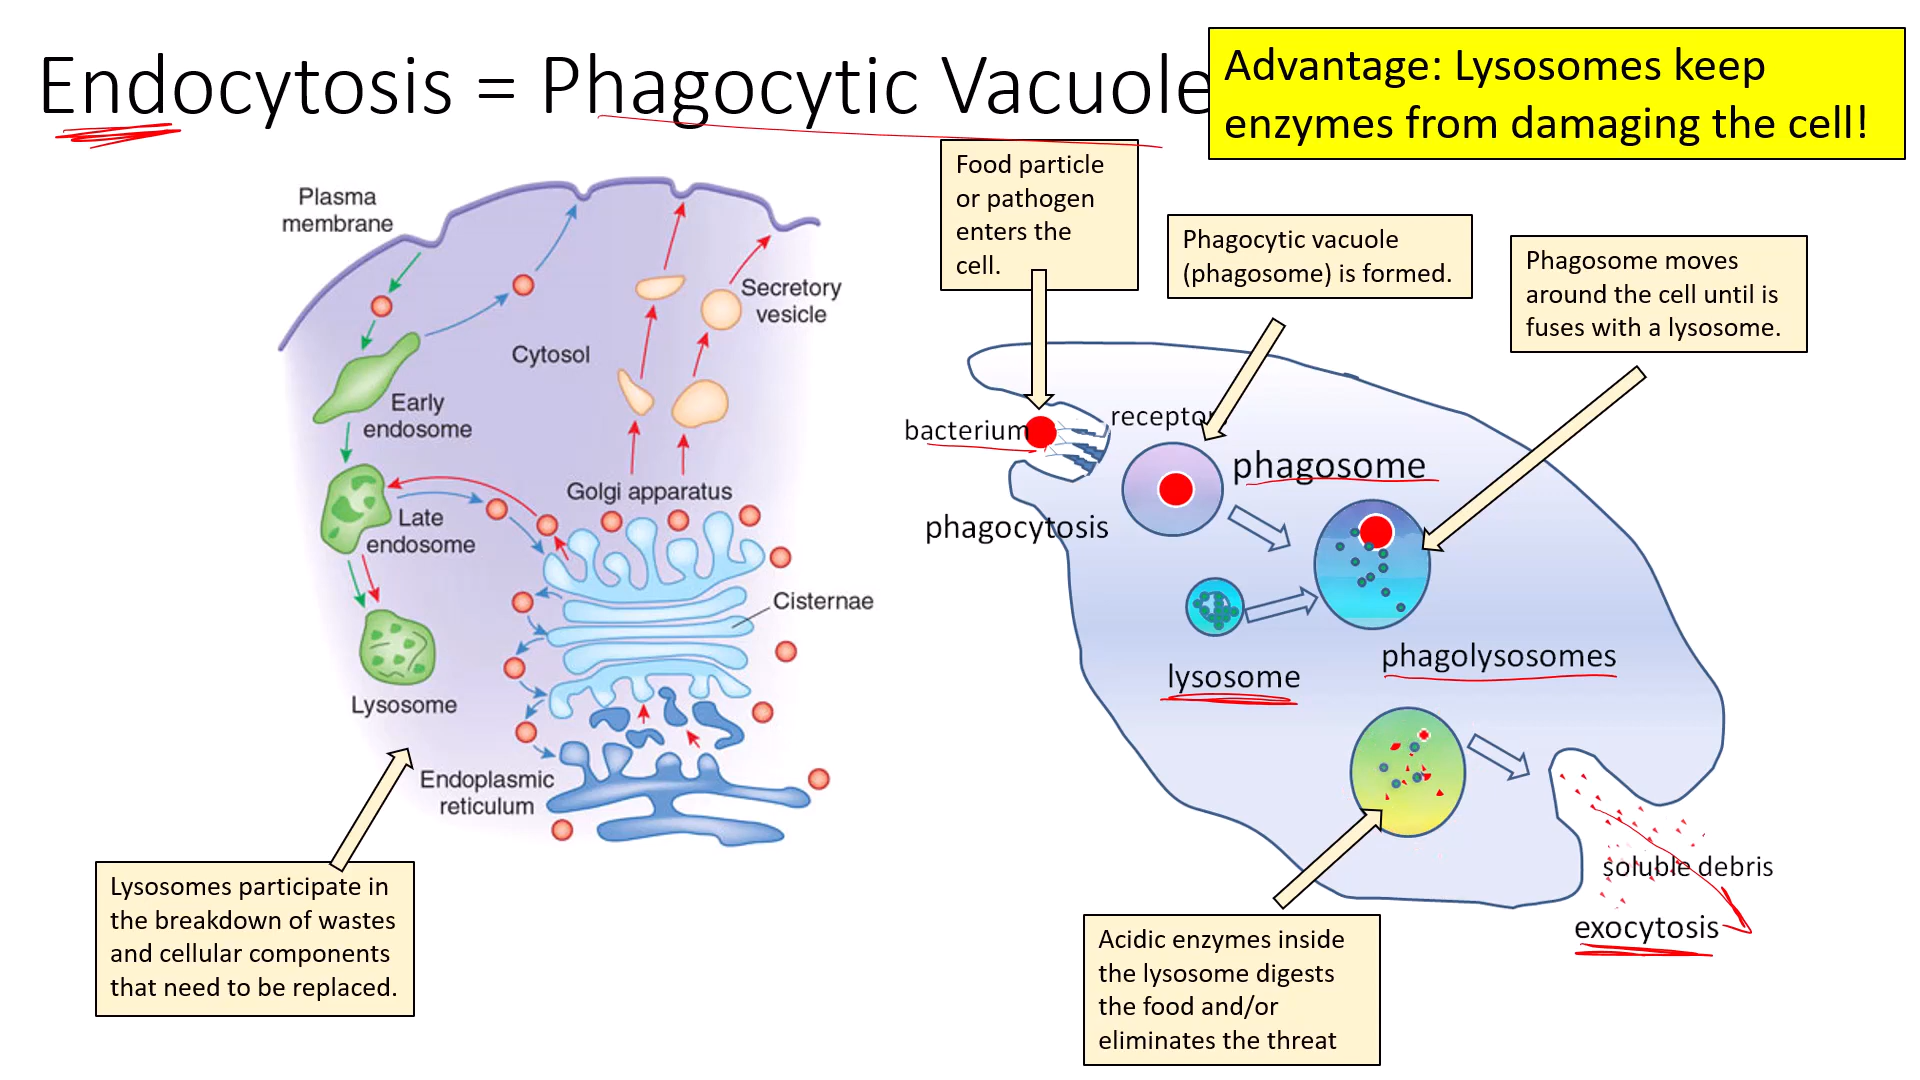 Endocytosis = Phagocytic Vacuole
Advantage: Lysosomes keep
enzymes from damaging the cell!
Plasma
membrane
Secretory
vesicle
Cytosol
Early
endosome
Golgi apparatus
Late
endosome
Cisternae
Lysosome
Endoplasmic
reticulum
Lysosomes participate in
the breakdown of wastes
and cellular components
that need to be replaced.
Food particle
or pathogen
enters the
cell.
Phagocytic vacuole
(phagosome) is formed.
Phagosome moves
around the cell until is
fuses with a lysosome.
bacterium
receptor
phagosome
phagocytosis
lysosome
phagolysosomes
soluble debris
exocytosis
Acidic enzymes inside
the lysosome digests
the food and/or
eliminates the threat